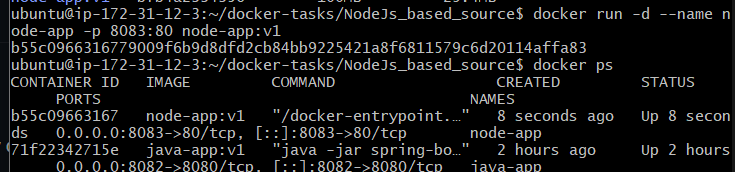 ubuntu@ip-172-31-12-3:~/docker-tasks/NodeJs_based_source$ docker run -d --name n
ode-app -p 8083:80 node-app:v1
b55c0966316779009f6b9d8dfd2cb84bb9225421a8f6811579c6d20114affa83
ubuntu@ip-172-31-12-3:~/docker-tasks/NodeJs_based_source$ docker ps
CONTAINER ID   IMAGE         COMMAND                  CREATED         STATUS
      PORTS                                     NAMES
b55c09663167   node-app:v1   "/docker-entrypoint.…"   8 seconds ago   Up 8 secon
ds   0.0.0.0:8083->80/tcp, [::]:8083->80/tcp       node-app
71f22342715e   java-app:v1   "java -jar spring-bo…"   2 hours ago     Up 2 hours
      0.0.0.0:8082->8080/tcp, [::]:8082->8080/tcp   java-app